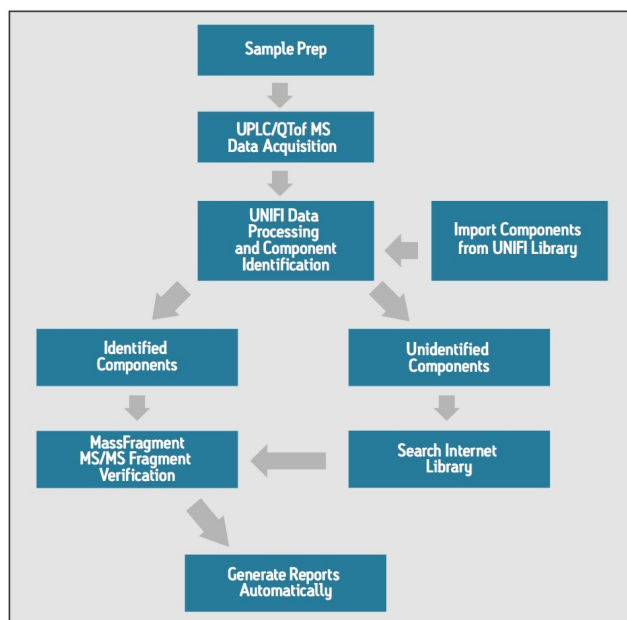 Sample Prep
UPLC/QTof MS
Data Acquisition
UNIFI Data
Processing
and Component
Identification
Import Components
from UNIFI Library
Identified
Components
Unidentified
Components
MassFragment
MS/MS Fragment
Verification
Search Internet
Library
Generate Reports
Automatically